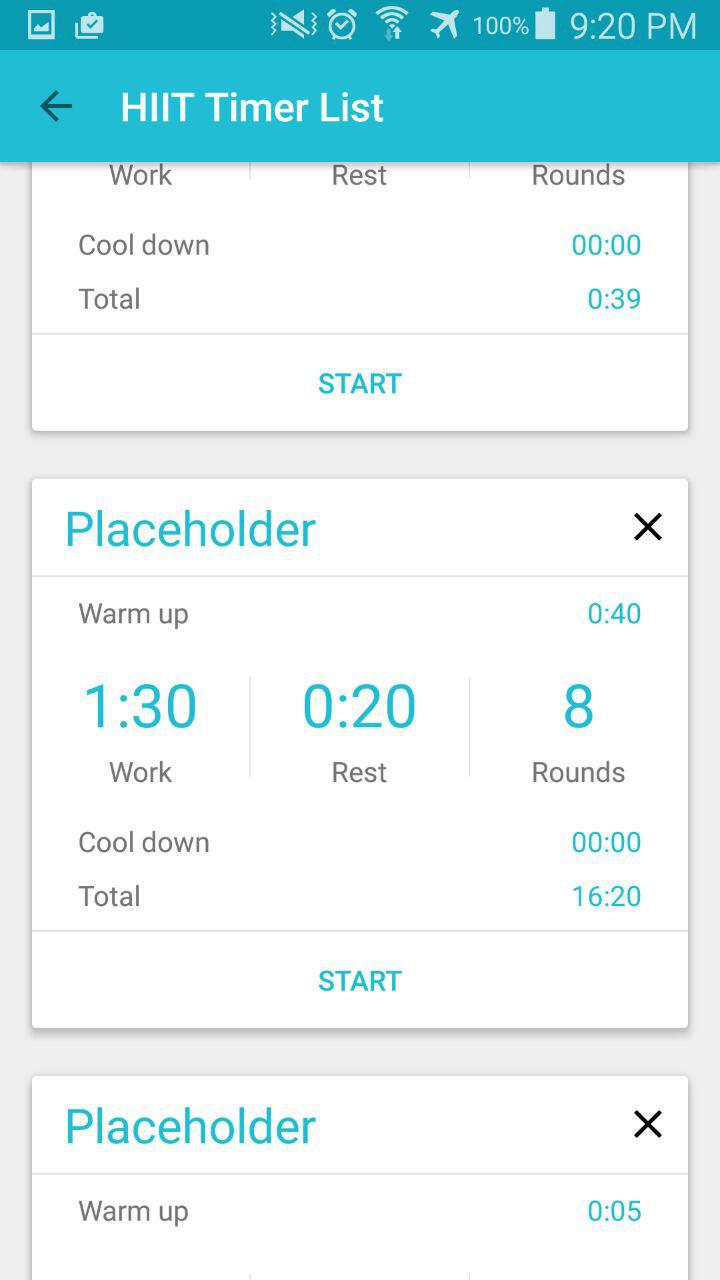 100% 9:20 PM
HIIT Timer List
Work Rest Rounds
Cool down 00:00
Total 0:39
START
Placeholder
Warm up 0:40
1:30 0:20 8
Work Rest Rounds
Cool down 00:00
Total 16:20
START
Placeholder
Warm up 0:05